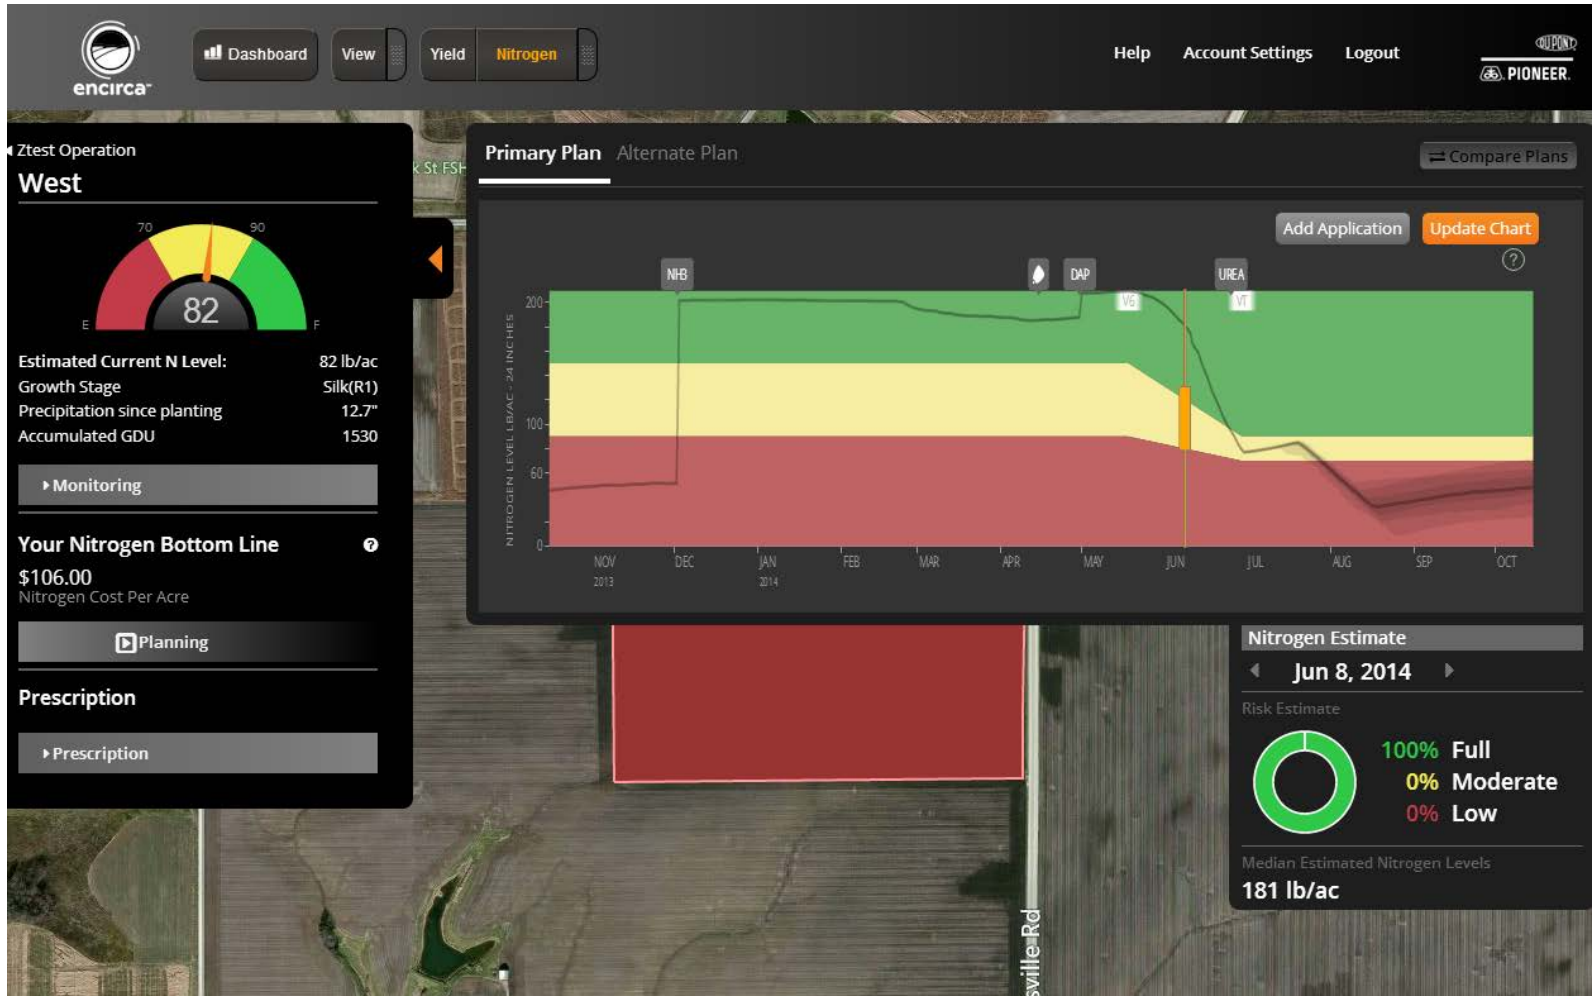 encirca
Dashboard
View
Yield
Nitrogen
Help
Account Settings
Logout
DUPONT
PIONEER.
Ztest Operation
West
70
90
82
E
F
Estimated Current N Level: 82 lb/ac
Growth Stage Silk(R1)
Precipitation since planting 12.7"
Accumulated GDU 1530
Monitoring
Your Nitrogen Bottom Line ?
$106.00
Nitrogen Cost Per Acre
Planning
Prescription
Prescription
k St FSH
Primary Plan Alternate Plan
Compare Plans
Add Application
Update Chart
?
NH3
DAP
UREA
V6
VT
NITROGEN LEVEL LB/AC - 24 INCHES
200
100
60
0
NOV DEC JAN FEB MAR APR MAY JUN JUL AUG SEP OCT
2013 2014
Nitrogen Estimate
Jun 8, 2014
Risk Estimate
100% Full
0% Moderate
0% Low
Median Estimated Nitrogen Levels
181 lb/ac
sville Rd